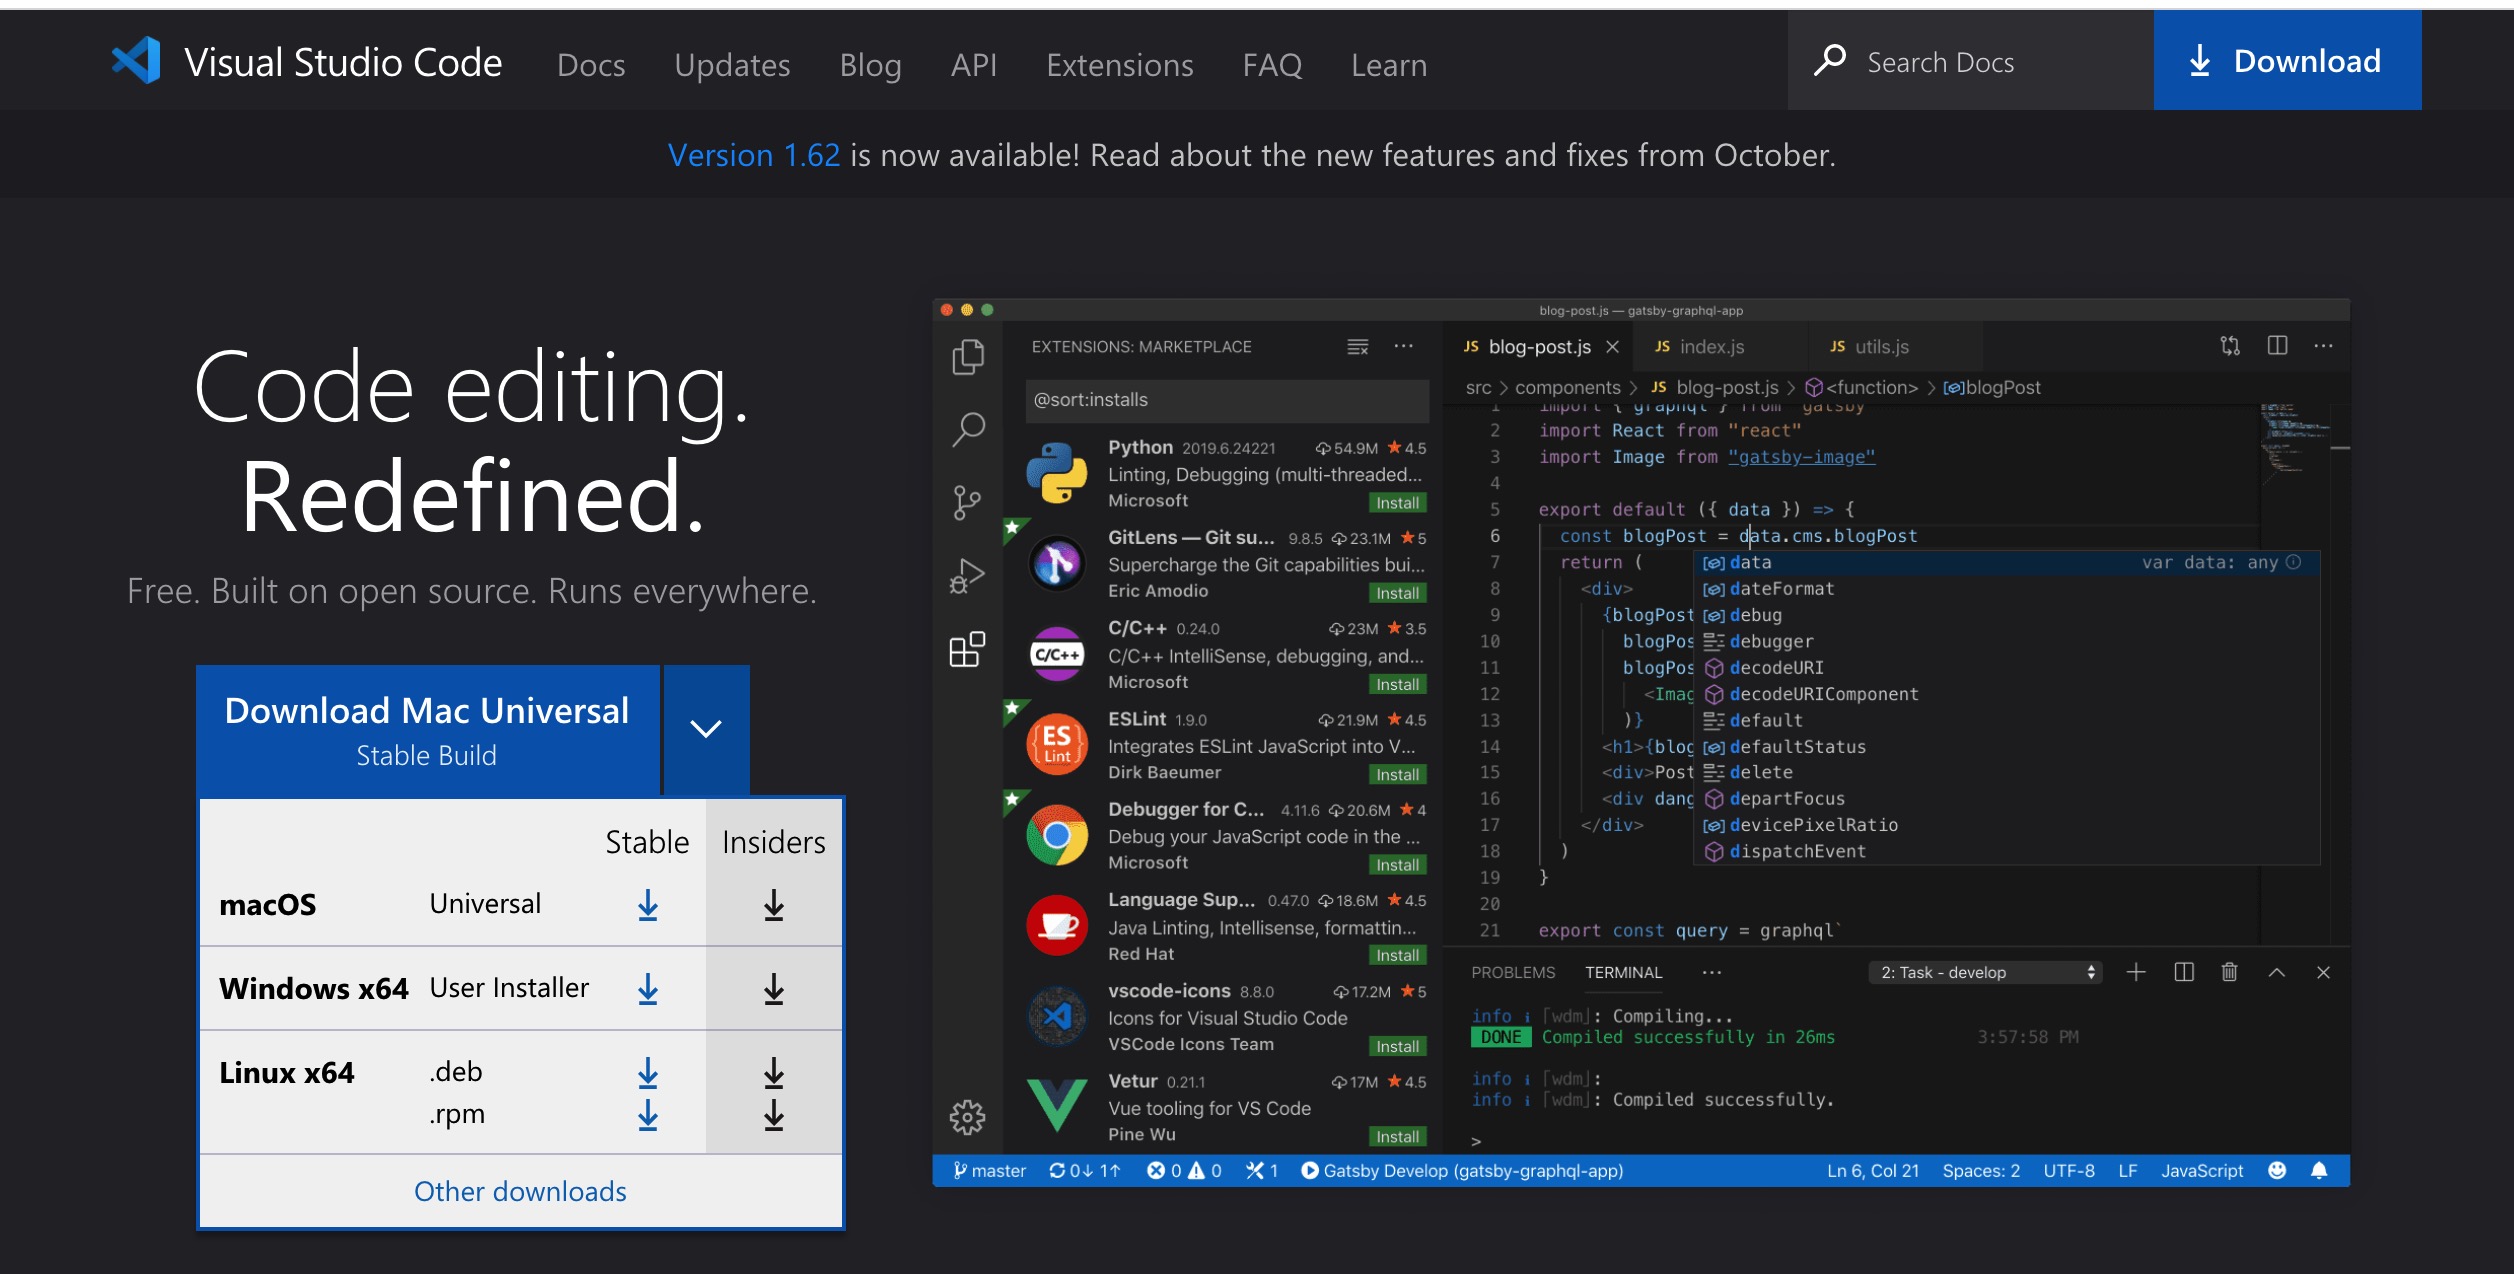 Visual Studio Code Docs Updates Blog API Extensions FAQ Learn Search Docs Download
Version 1.62 is now available! Read about the new features and fixes from October.
Code editing.
Redefined.
Free. Built on open source. Runs everywhere.
Download Mac Universal
Stable Build
Stable Insiders
macOS Universal
Windows x64 User Installer
Linux x64 .deb
.rpm
Other downloads
blog-post.js — gatsby-graphql-app
EXTENSIONS: MARKETPLACE
@sort:installs
Python 2019.6.24221 54.9M 4.5
Linting, Debugging (multi-threaded...
Microsoft Install
GitLens — Git su... 9.8.5 23.1M 5
Supercharge the Git capabilities bui...
Eric Amodio Install
C/C++
C/C++ 0.24.0 23M 3.5
C/C++ IntelliSense, debugging, and...
Microsoft Install
ES
Lint
ESLint 1.9.0 21.9M 4.5
Integrates ESLint JavaScript into V...
Dirk Baeumer Install
Debugger for C... 4.11.6 20.6M 4
Debug your JavaScript code in the ...
Microsoft Install
Language Sup... 0.47.0 18.6M 4.5
Java Linting, Intellisense, formattin...
Red Hat Install
vscode-icons 8.8.0 17.2M 5
Icons for Visual Studio Code
VSCode Icons Team Install
Vetur 0.21.1 17M 4.5
Vue tooling for VS Code
Pine Wu Install
JS blog-post.js JS index.js JS utils.js
src > components > JS blog-post.js > <function> > blogPost
1 import { graphql } from "gatsby"
2 import React from "react"
3 import Image from "gatsby-image"
4
5 export default ({ data }) => {
6 const blogPost = data.cms.blogPost
7 return (
8 <div>
9 {blogPost
10 blogPos
11 blogPos
12 <Imag
13 )}
14 <h1>{blog
15 <div>Post
16 <div dang
17 </div>
18 )
19 }
20
21 export const query = graphql`
data var data: any
dateFormat
debug
debugger
decodeURI
decodeURIComponent
default
defaultStatus
delete
departFocus
devicePixelRatio
dispatchEvent
PROBLEMS TERMINAL ... 2: Task - develop
info i ｢wdm｣: Compiling...
DONE Compiled successfully in 26ms 3:57:58 PM
info i ｢wdm｣:
info i ｢wdm｣: Compiled successfully.
>
master 0↓ 1↑ 0 0 1 Gatsby Develop (gatsby-graphql-app) Ln 6, Col 21 Spaces: 2 UTF-8 LF JavaScript